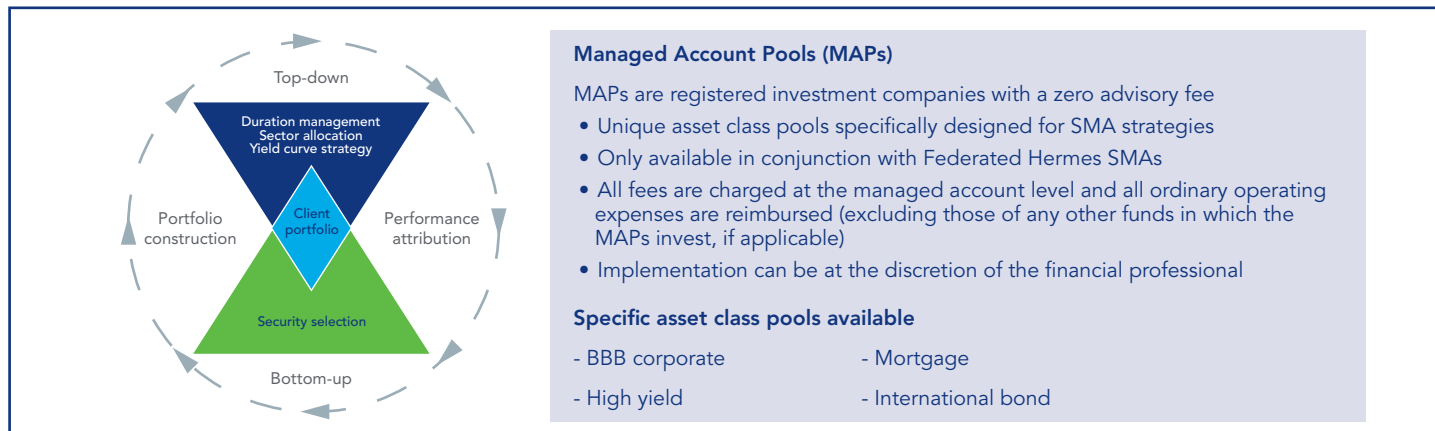 Top-down
Duration management
Sector allocation
Yield curve strategy
Portfolio
construction
Client
portfolio
Performance
attribution
Security selection
Bottom-up
Managed Account Pools (MAPs)
MAPs are registered investment companies with a zero advisory fee
• Unique asset class pools specifically designed for SMA strategies
• Only available in conjunction with Federated Hermes SMAs
• All fees are charged at the managed account level and all ordinary operating
expenses are reimbursed (excluding those of any other funds in which the
MAPs invest, if applicable)
• Implementation can be at the discretion of the financial professional
Specific asset class pools available
- BBB corporate - Mortgage
- High yield - International bond